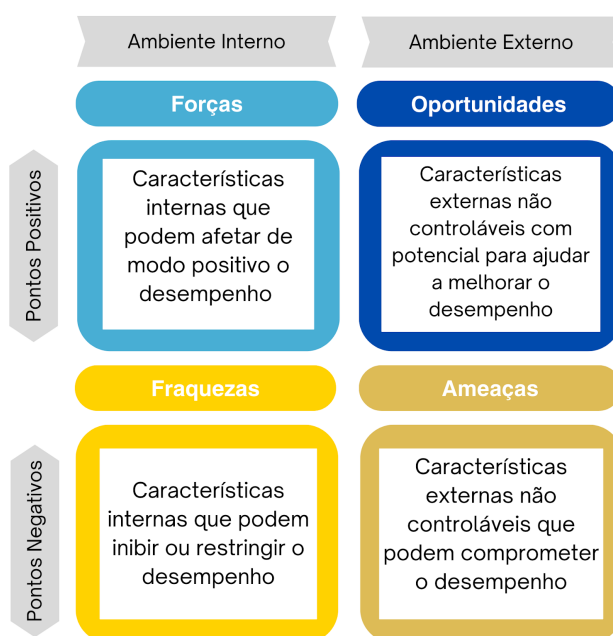 Ambiente Interno
Ambiente Externo
Forças
Oportunidades
Pontos Positivos
Características
internas que
podem afetar de
modo positivo o
desempenho
Características
externas não
controláveis com
potencial para ajudar
a melhorar o
desempenho
Fraquezas
Ameaças
Pontos Negativos
Características
internas que podem
inibir ou restringir o
desempenho
Características
externas não
controláveis que
podem comprometer
o desempenho